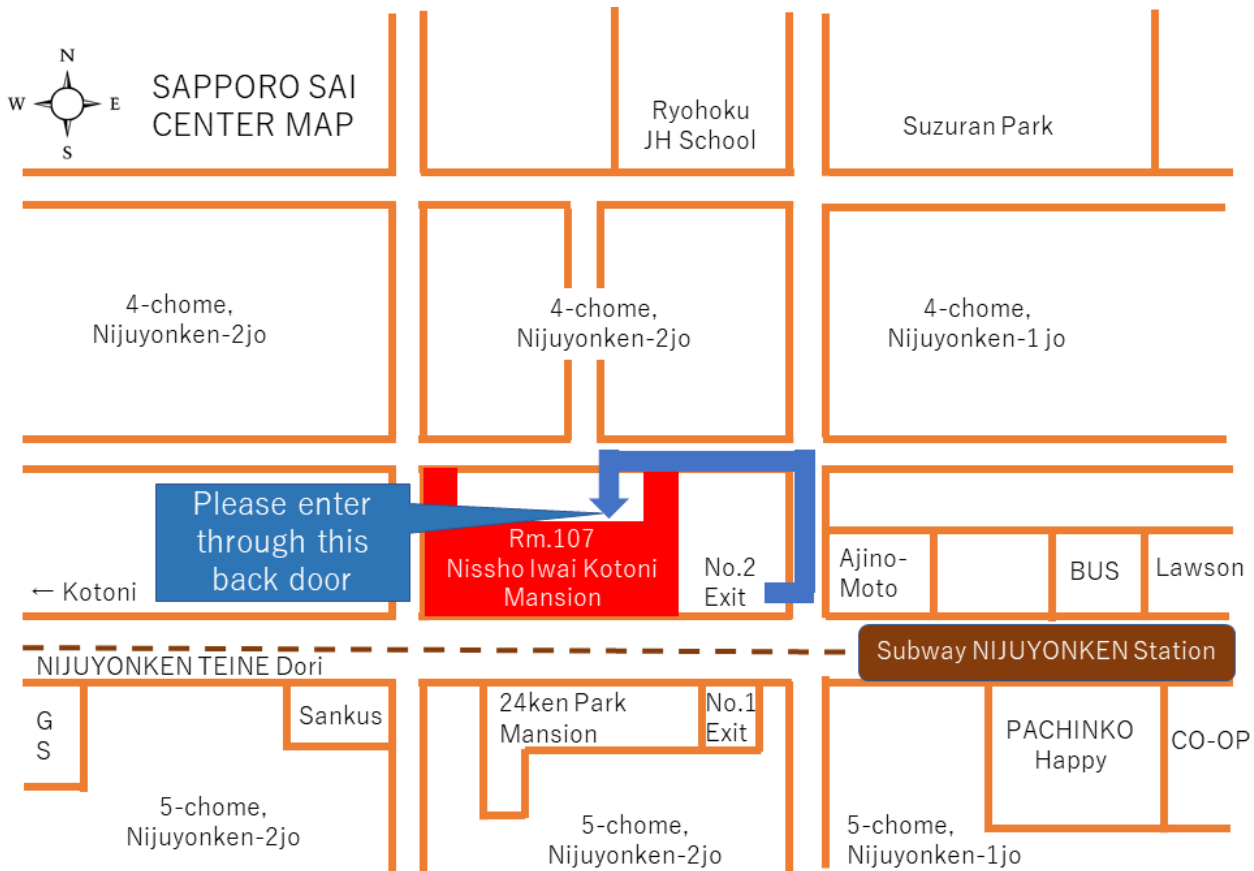 N
W
E
S
SAPPORO SAI
CENTER MAP
Ryohoku
JH School
Suzuran Park
4-chome,
Nijuyonken-2jo
4-chome,
Nijuyonken-2jo
4-chome,
Nijuyonken-1 jo
Please enter
through this
back door
Rm.107
Nissho Iwai Kotoni
Mansion
No.2
Exit
Ajino-
Moto
BUS
Lawson
← Kotoni
Subway NIJUYONKEN Station
NIJUYONKEN TEINE Dori
G
S
Sankus
24ken Park
Mansion
No.1
Exit
PACHINKO
Happy
CO-OP
5-chome,
Nijuyonken-2jo
5-chome,
Nijuyonken-2jo
5-chome,
Nijuyonken-1jo